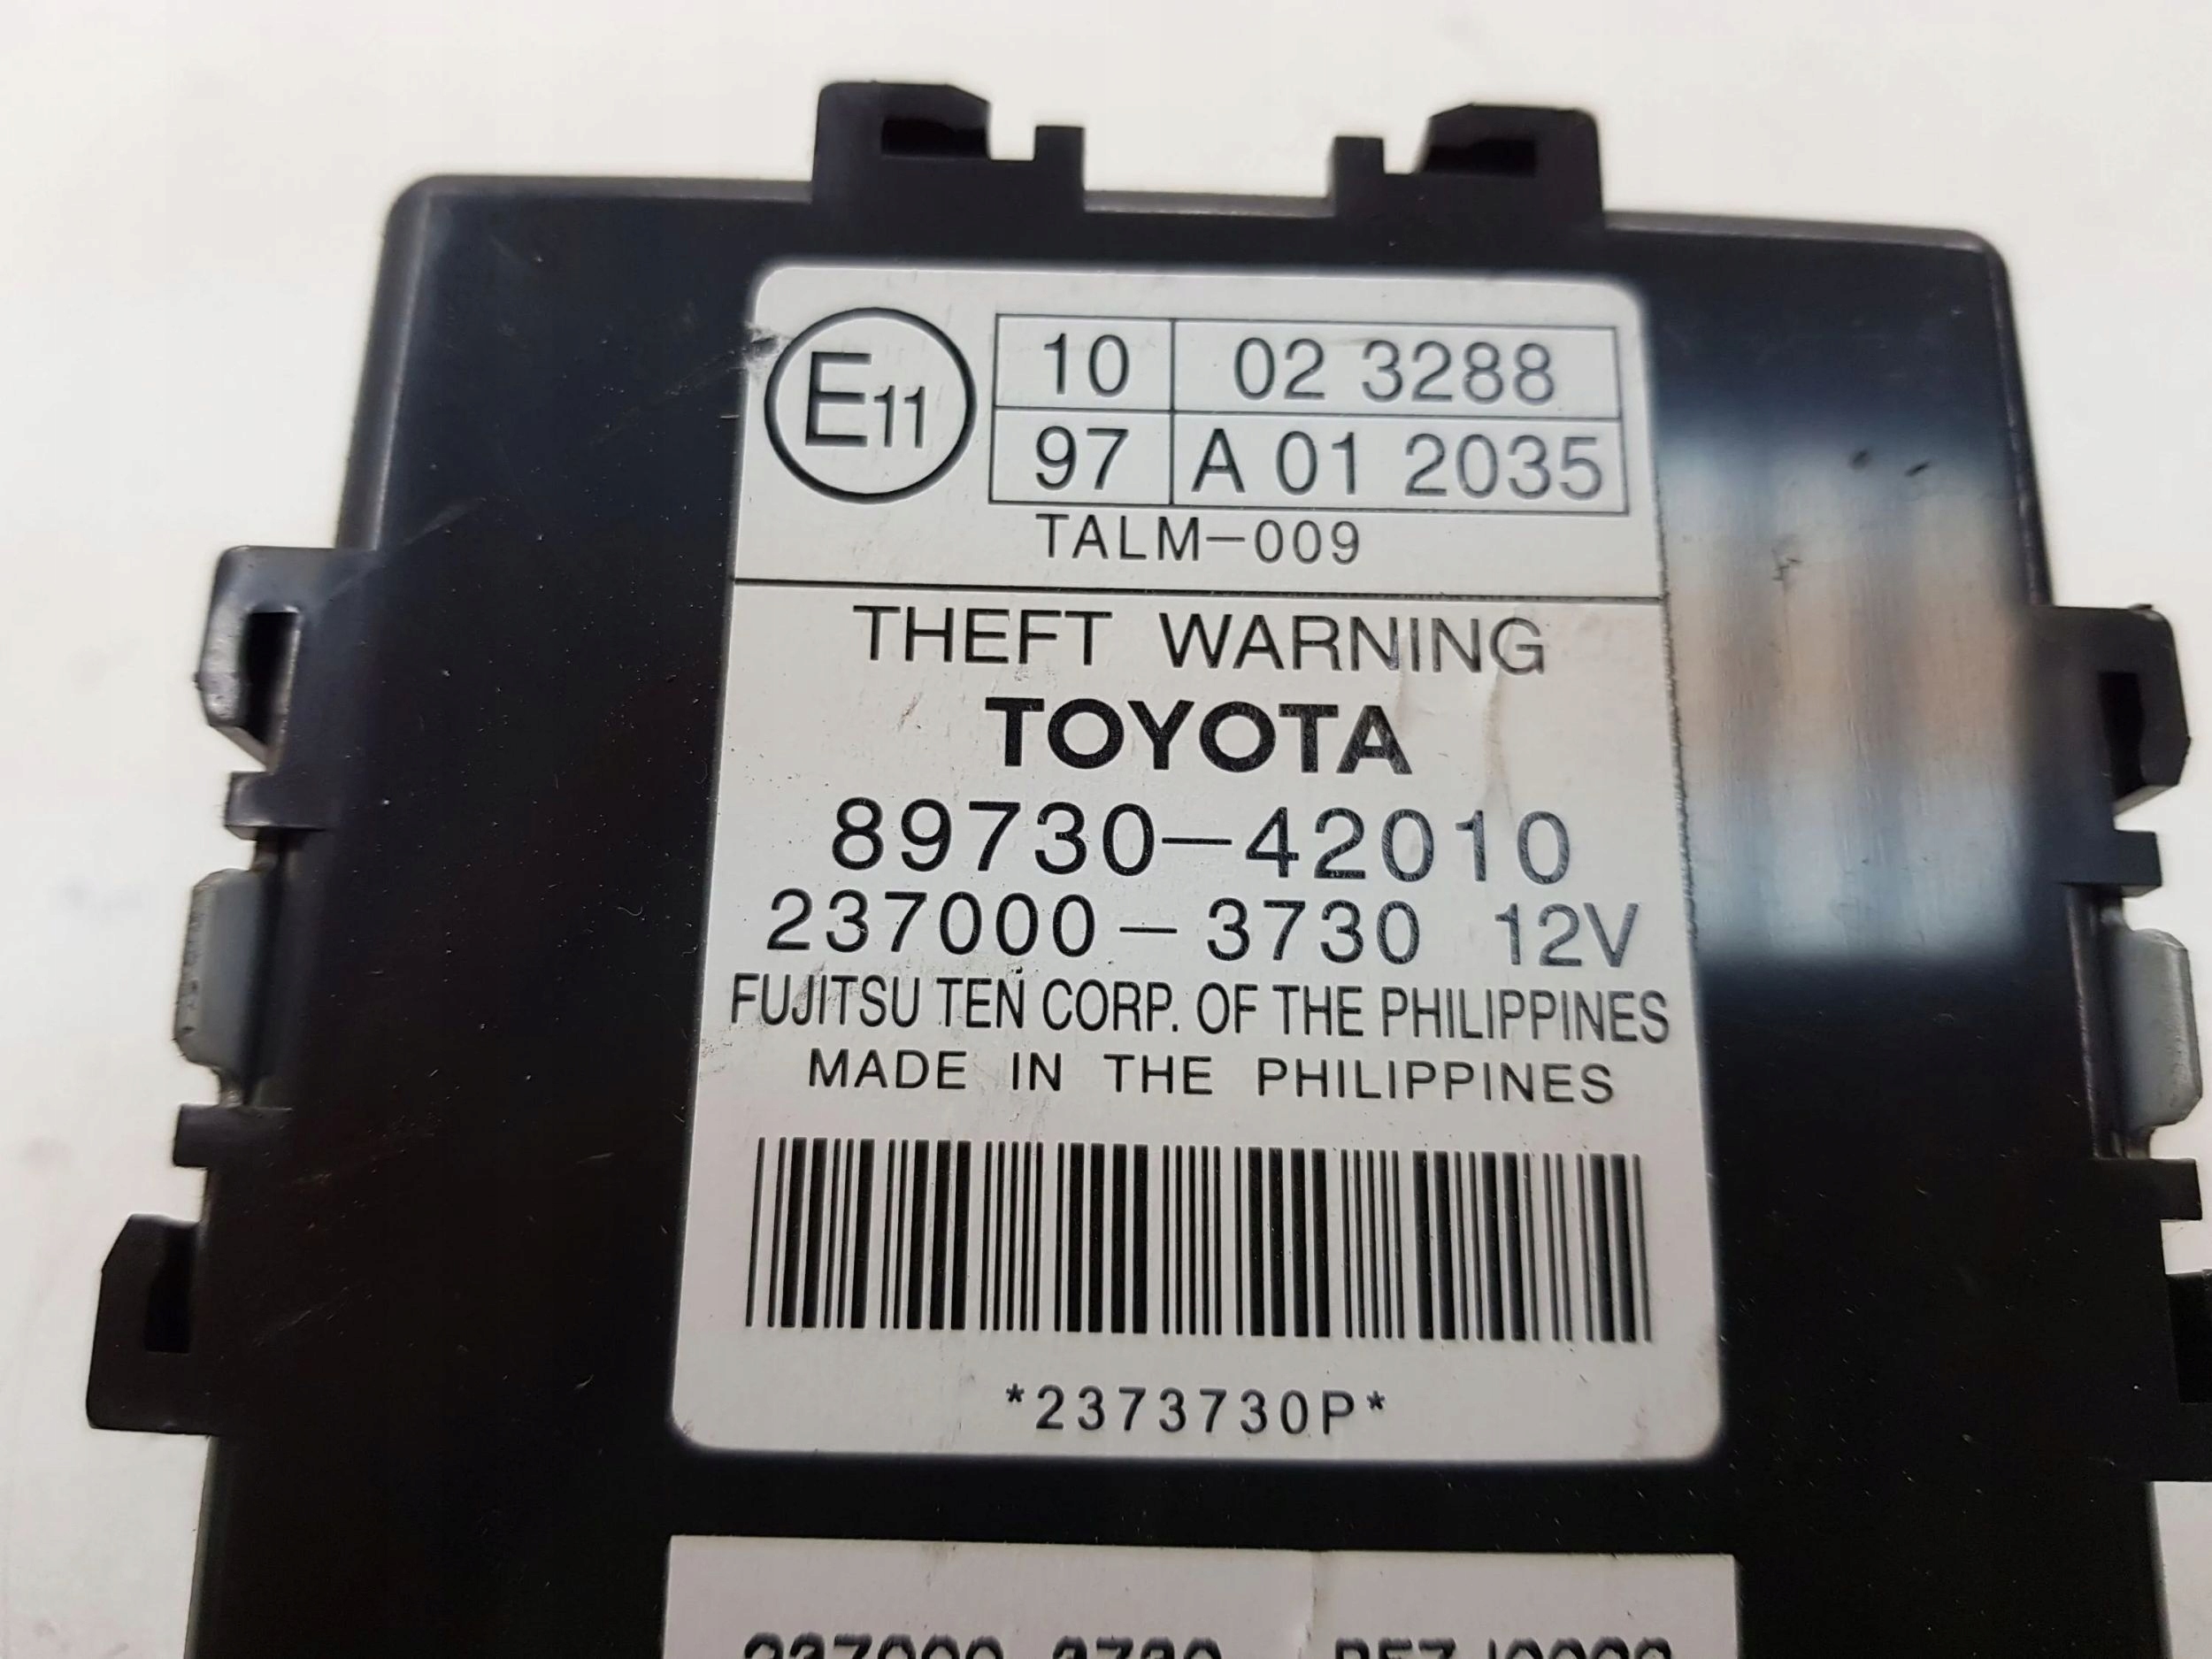 E11
10 02 3288
97 A 01 2035
TALM-009
THEFT WARNING
TOYOTA
89730-42010
237000-3730 12V
FUJITSU TEN CORP. OF THE PHILIPPINES
MADE IN THE PHILIPPINES
*2373730P*